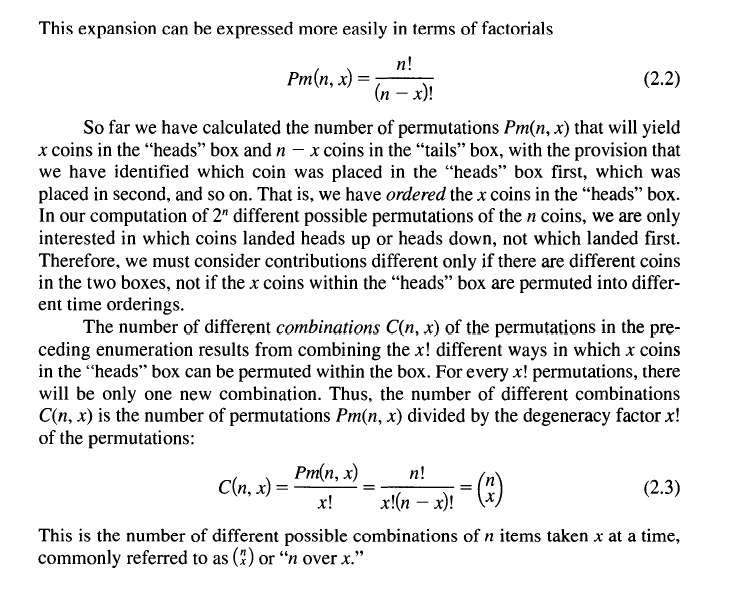 This expansion can be expressed more easily in terms of factorials
Pm(n, x) = n! / (n − x)! (2.2)
So far we have calculated the number of permutations Pm(n, x) that will yield
x coins in the “heads” box and n − x coins in the “tails” box, with the provision that
we have identified which coin was placed in the “heads” box first, which was
placed in second, and so on. That is, we have ordered the x coins in the “heads” box.
In our computation of 2ⁿ different possible permutations of the n coins, we are only
interested in which coins landed heads up or heads down, not which landed first.
Therefore, we must consider contributions different only if there are different coins
in the two boxes, not if the x coins within the “heads” box are permuted into differ-
ent time orderings.
The number of different combinations C(n, x) of the permutations in the pre-
ceding enumeration results from combining the x! different ways in which x coins
in the “heads” box can be permuted within the box. For every x! permutations, there
will be only one new combination. Thus, the number of different combinations
C(n, x) is the number of permutations Pm(n, x) divided by the degeneracy factor x!
of the permutations:
C(n, x) = Pm(n, x) / x! = n! / x!(n − x)! = (n x) (2.3)
This is the number of different possible combinations of n items taken x at a time,
commonly referred to as (n x) or “n over x.”